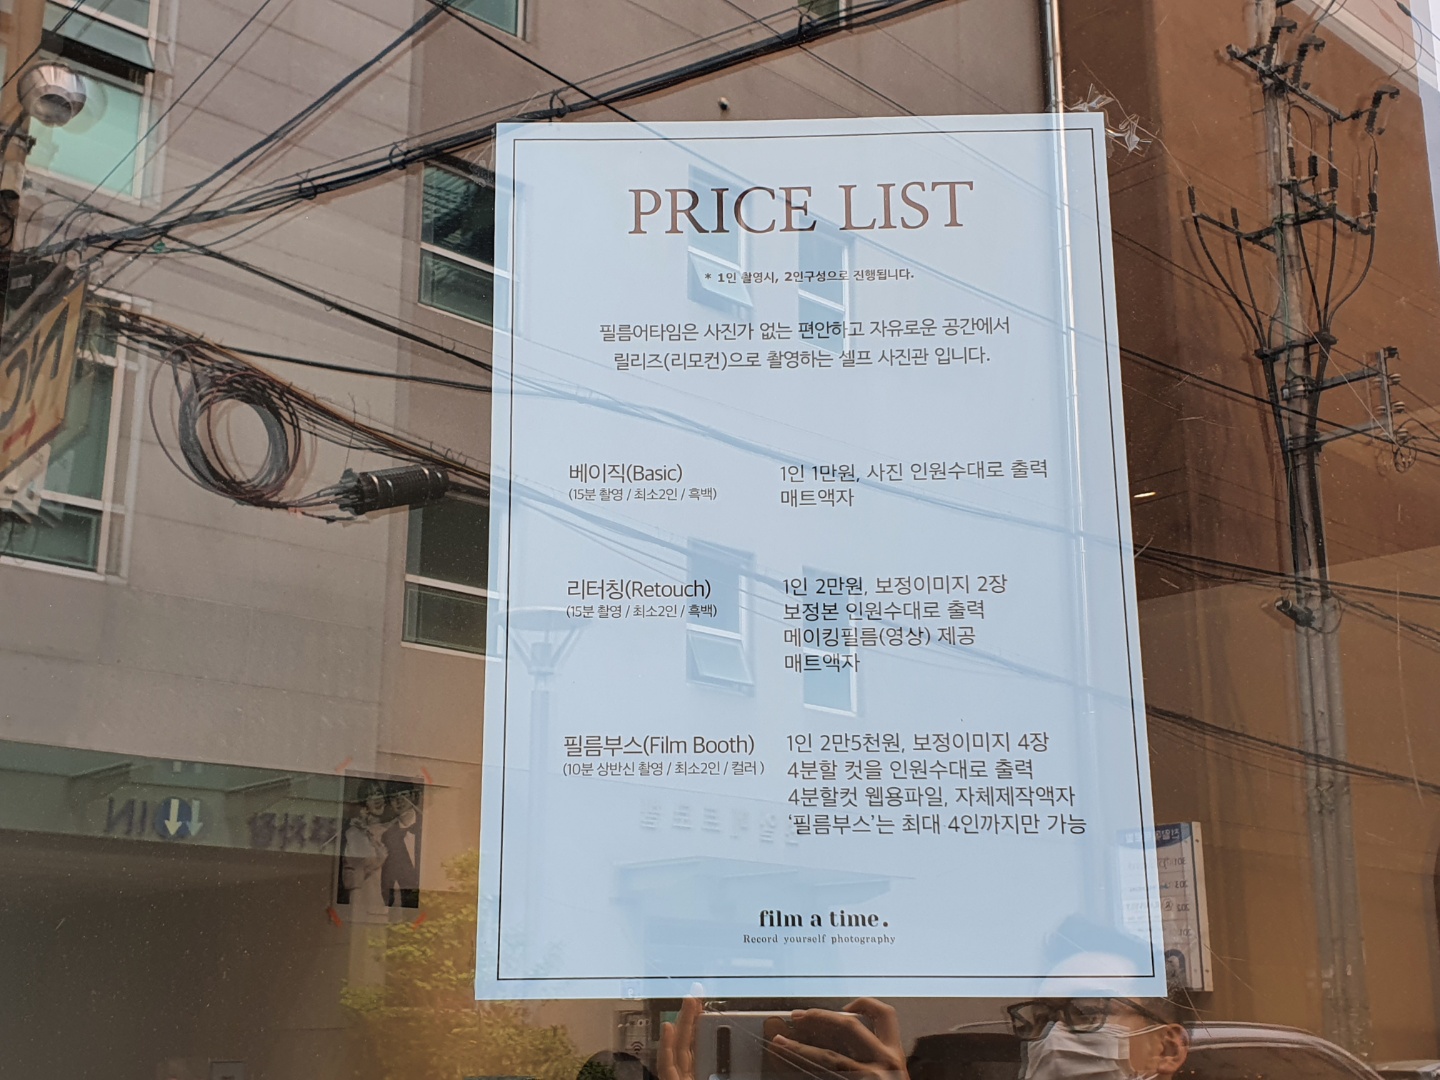 PRICE LIST
* 1인 촬영시, 2인구성으로 진행됩니다.
필름어타임은 사진가 없는 편안하고 자유로운 공간에서
릴리즈(리모컨)으로 촬영하는 셀프 사진관 입니다.
베이직(Basic)
(15분 촬영 / 최소2인 / 흑백)
1인 1만원, 사진 인원수대로 출력
매트액자
리터칭(Retouch)
(15분 촬영 / 최소2인 / 흑백)
1인 2만원, 보정이미지 2장
보정본 인원수대로 출력
메이킹필름(영상) 제공
매트액자
필름부스(Film Booth)
(10분 상반신 촬영 / 최소2인 / 컬러 )
1인 2만5천원, 보정이미지 4장
4분할 컷을 인원수대로 출력
4분할컷 웹용파일, 자체제작액자
‘필름부스’는 최대 4인까지만 가능
film a time.
Record yourself photography